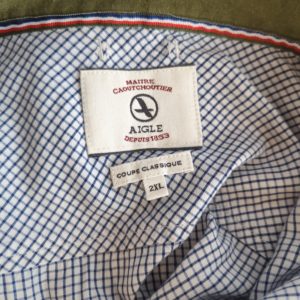 MAITRE
CAOUTCHOUTIER
AIGLE
DEPUIS 1853
COUPE CLASSIQUE
2XL